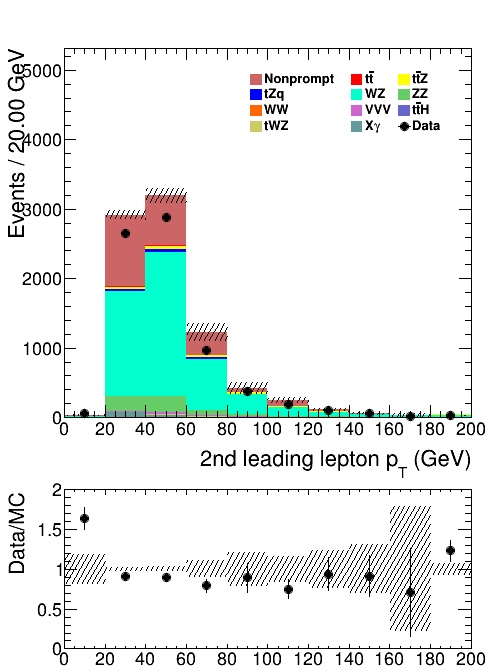 Events / 20.00 GeV
5000
4000
3000
2000
1000
0
Nonprompt tt̄ tt̄Z
tZq WZ ZZ
WW VVV tt̄H
tWZ Xγ Data
0 20 40 60 80 100 120 140 160 180 200
2nd leading lepton p_T (GeV)
Data/MC
2
1.5
1
0.5
0
0 20 40 60 80 100 120 140 160 180 200